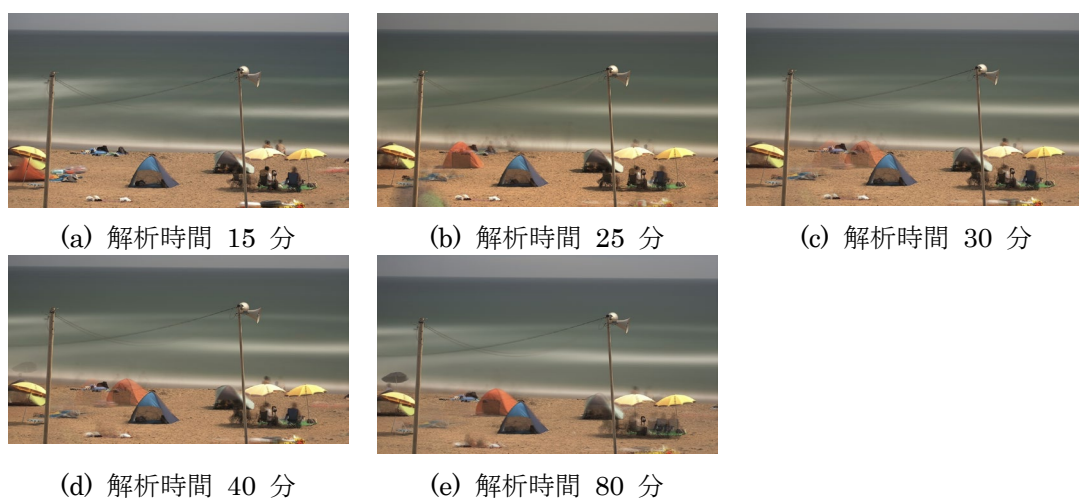 (a) 解析時間 15 分
(b) 解析時間 25 分
(c) 解析時間 30 分
(d) 解析時間 40 分
(e) 解析時間 80 分